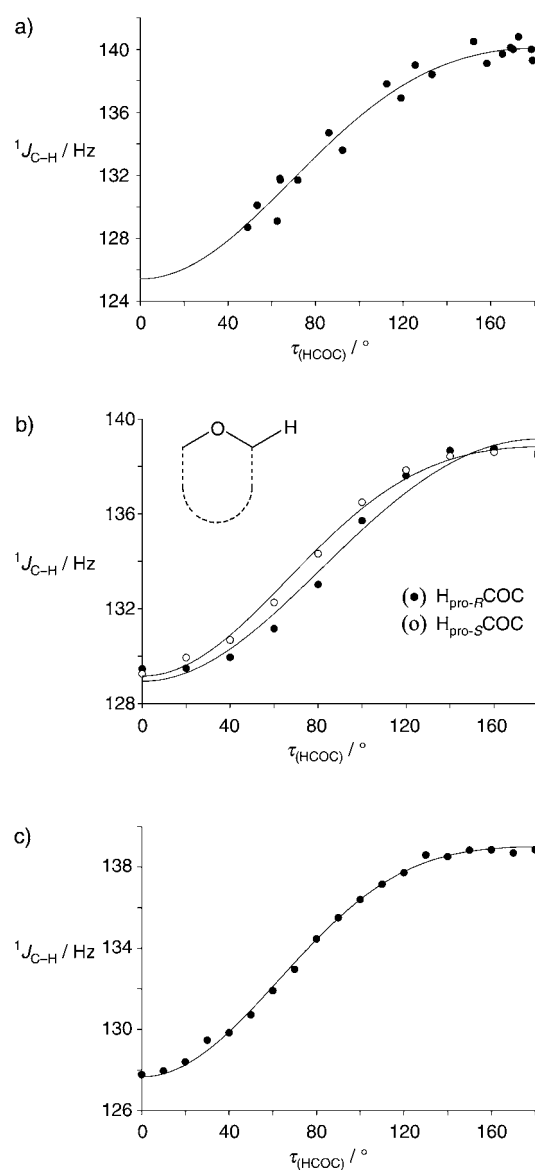 a)
140
136
132
128
124
¹J_C–H / Hz
0 40 80 120 160
τ_(HCOC) / °
b)
O H
140
136
132
128
¹J_C–H / Hz
(●) H_pro-R COC
(○) H_pro-S COC
0 40 80 120 160
τ_(HCOC) / °
c)
138
134
130
126
¹J_C–H / Hz
0 40 80 120 160
τ_(HCOC) / °